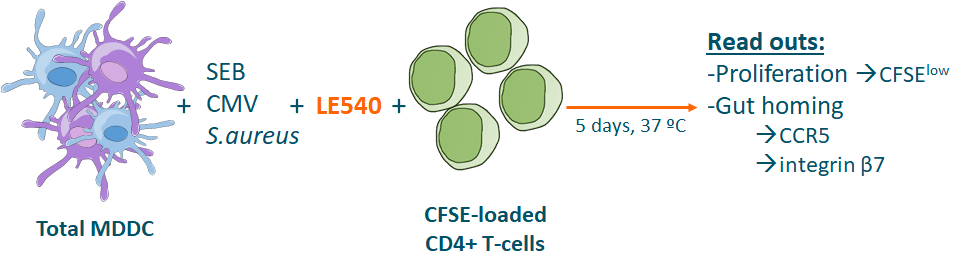 SEB
CMV
S.aureus
+ + LE540 +
5 days, 37 ºC
Read outs:
-Proliferation →CFSElow
-Gut homing
→CCR5
→integrin β7
Total MDDC
CFSE-loaded
CD4+ T-cells